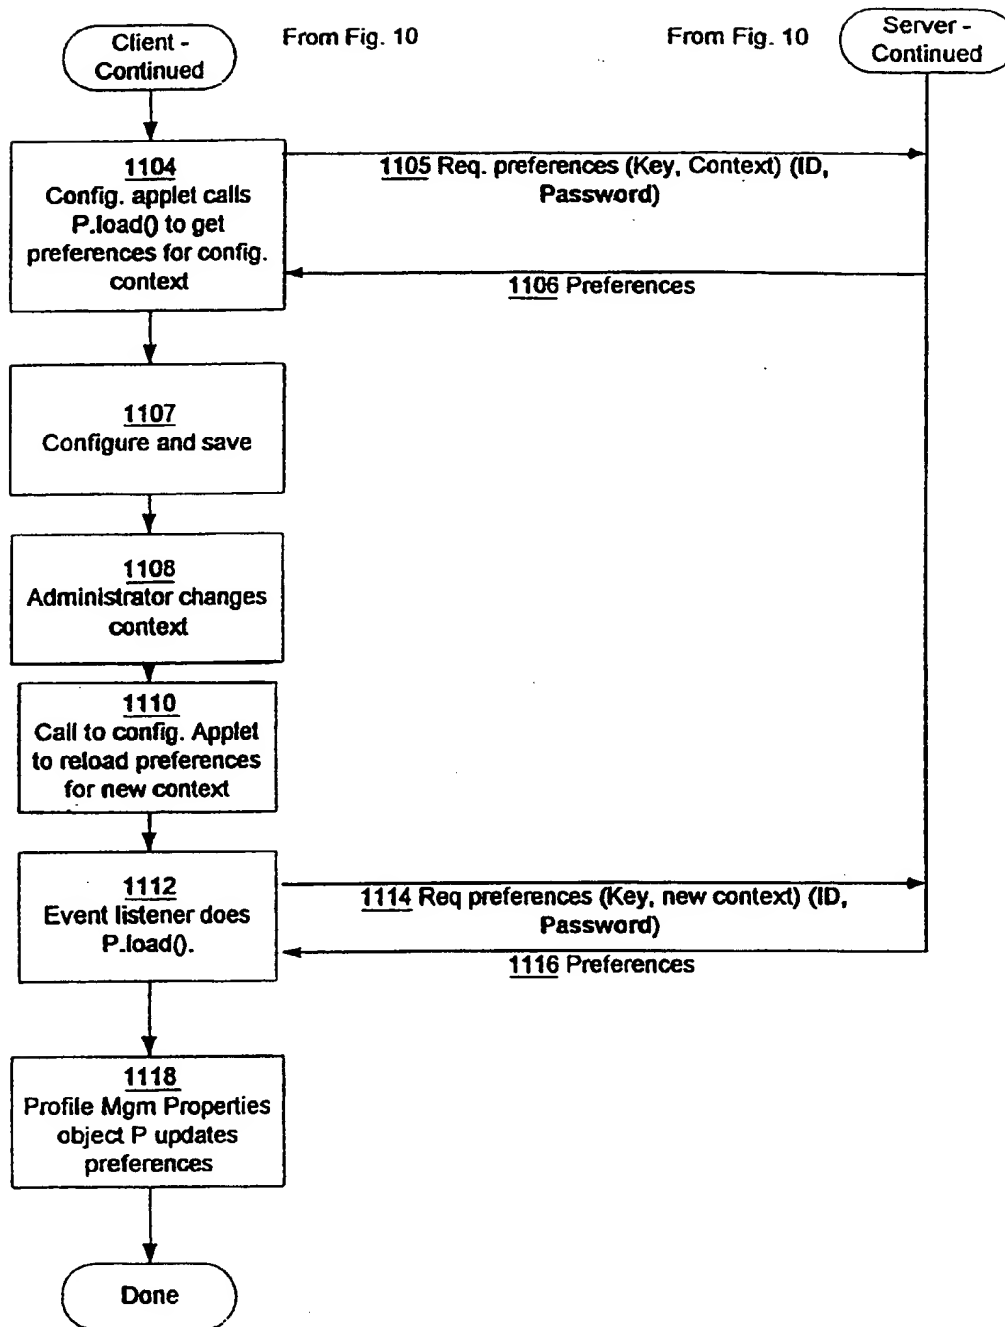 Client -
Continued
From Fig. 10
From Fig. 10
Server -
Continued
1104
Config. applet calls
P.load() to get
preferences for config.
context
1105 Req. preferences (Key, Context) (ID,
Password)
1106 Preferences
1107
Configure and save
1108
Administrator changes
context
1110
Call to config. Applet
to reload preferences
for new context
1112
Event listener does
P.load().
1114 Req preferences (Key, new context) (ID,
Password)
1116 Preferences
1118
Profile Mgm Properties
object P updates
preferences
Done